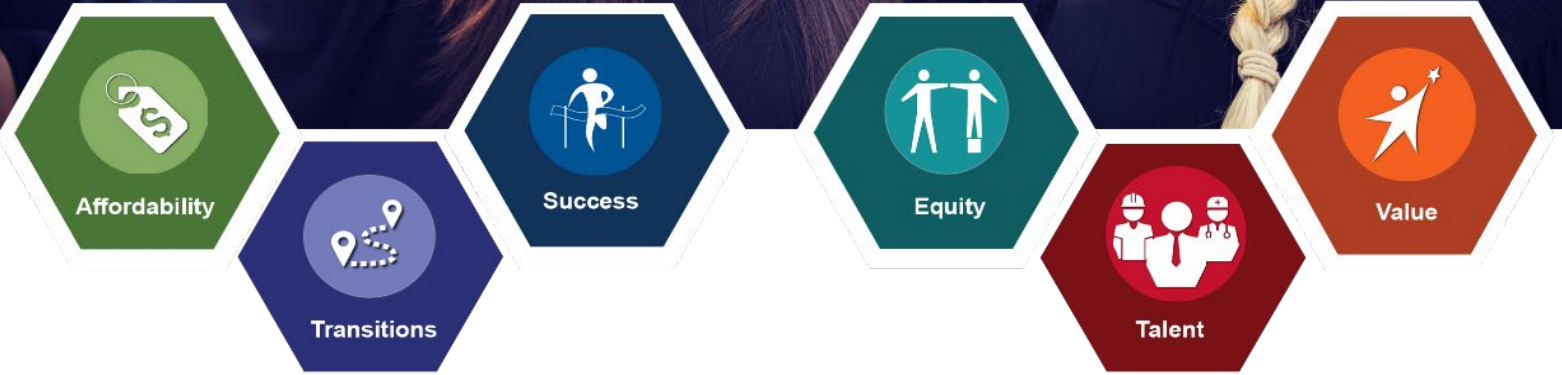 Affordability
Transitions
Success
Equity
Talent
Value